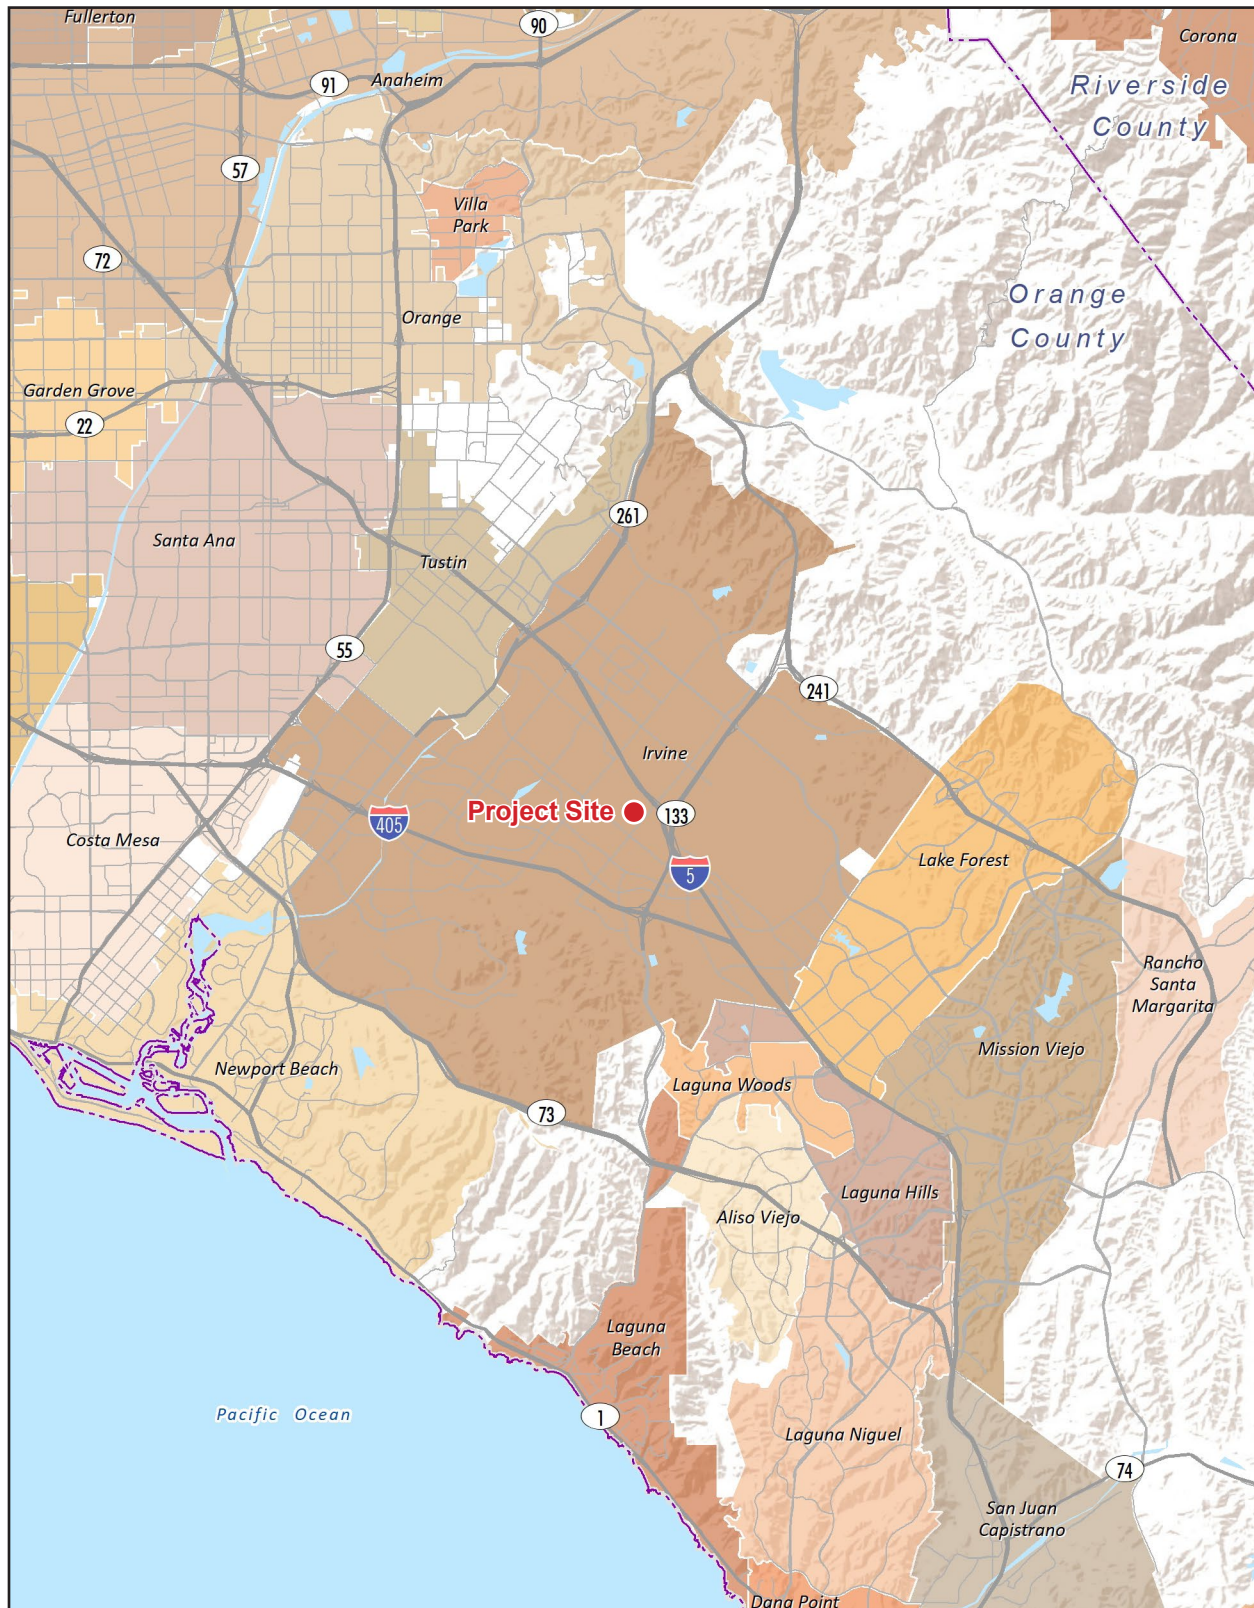 Fullerton
90
Corona
91
Anaheim
Riverside
County
57
Villa
Park
72
Orange
Orange
County
Garden Grove
22
261
Santa Ana
Tustin
55
241
Irvine
Project Site
133
405
Costa Mesa
Lake Forest
5
Rancho
Santa
Margarita
Mission Viejo
Newport Beach
Laguna Woods
73
Laguna Hills
Aliso Viejo
Laguna
Beach
Pacific Ocean
1
Laguna Niguel
74
San Juan
Capistrano
Dana Point